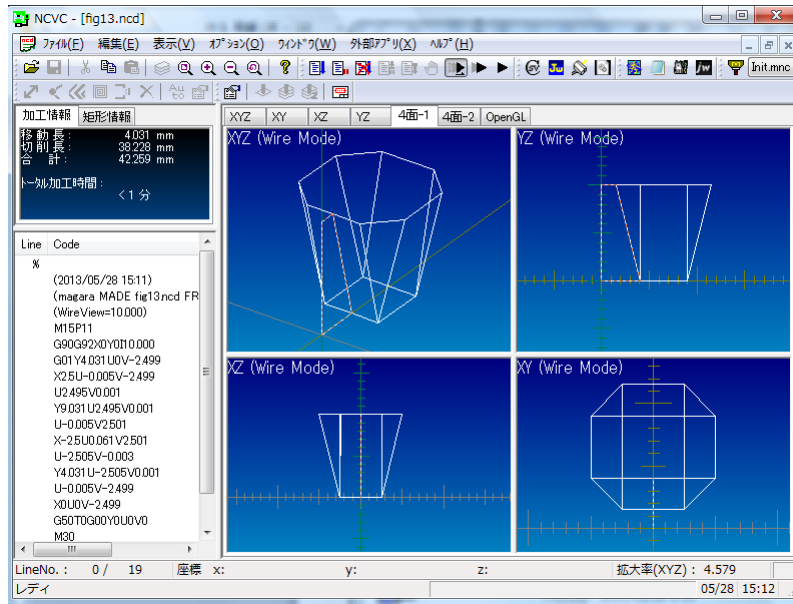 NCVC - [fig13.ncd]
ﾌｧｲﾙ(F) 編集(E) 表示(V) ｵﾌﾟｼｮﾝ(O) ｳｨﾝﾄﾞｳ(W) 外部ｱﾌﾟﾘ(X) ﾍﾙﾌﾟ(H)
Init.mnc
加工情報 矩形情報
XYZ XY XZ YZ 4面-1 4面-2 OpenGL
移動長: 4.031 mm
切削長: 38.228 mm
合 計: 42.259 mm
ﾄｰﾀﾙ加工時間:
<1 分
XYZ (Wire Mode)
YZ (Wire Mode)
XZ (Wire Mode)
XY (Wire Mode)
Line Code
%
(2013/05/28 15:11)
(magara MADE fig13.ncd FR
(WireView=10.000)
M15P11
G90G92X0Y0I10.000
G01Y4.031U0V-2.499
X2.5U-0.005V-2.499
U2.495V0.001
Y9.031U2.495V0.001
U-0.005V2.501
X-2.5U0.061V2.501
U-2.505V-0.003
Y4.031U-2.505V0.001
U-0.005V-2.499
X0U0V-2.499
G50T0G00Y0U0V0
M30
LineNo.: 0/ 19 座標 x: y: z: 拡大率(XYZ): 4.579
レディ 05/28 15:12